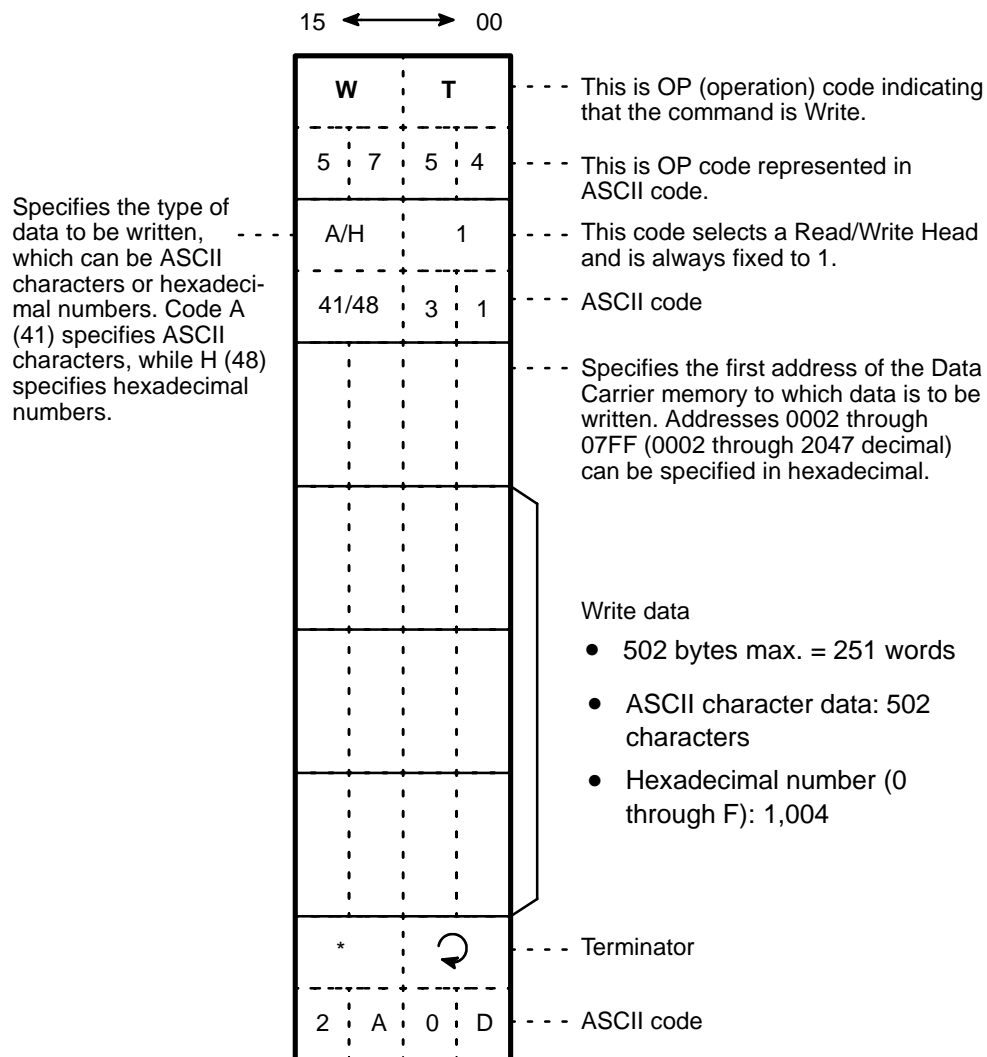 15 00
W T
This is OP (operation) code indicating
that the command is Write.
5 7 5 4
This is OP code represented in
ASCII code.
Specifies the type of
data to be written,
which can be ASCII
characters or hexadeci-
mal numbers. Code A
(41) specifies ASCII
characters, while H (48)
specifies hexadecimal
numbers.
A/H 1
This code selects a Read/Write Head
and is always fixed to 1.
41/48 3 1
ASCII code
Specifies the first address of the Data
Carrier memory to which data is to be
written. Addresses 0002 through
07FF (0002 through 2047 decimal)
can be specified in hexadecimal.
Write data
• 502 bytes max. = 251 words
• ASCII character data: 502
characters
• Hexadecimal number (0
through F): 1,004
*
Terminator
2 A 0 D
ASCII code